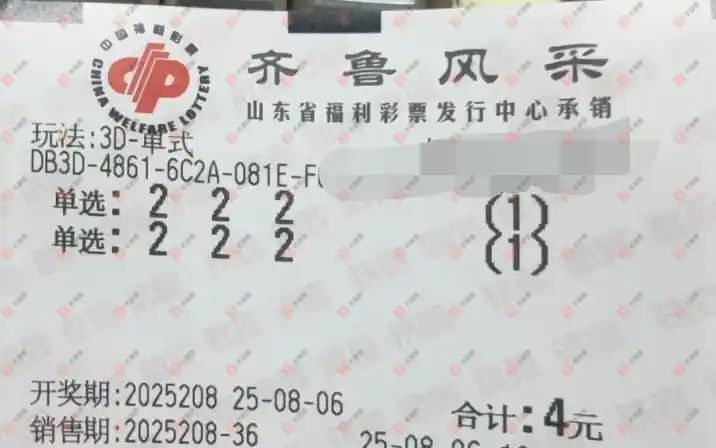 中国福利彩票
CHINA WELFARE LOTTERY
齐鲁风采
山东省福利彩票发行中心承销
玩法:3D-单式
DB3D-4861-6C2A-081E-F
单选: 2 2 2 (1)
单选: 2 2 2 (1)
开奖期:2025208 25-08-06 合计:4元
销售期:2025208-36 25-08-06